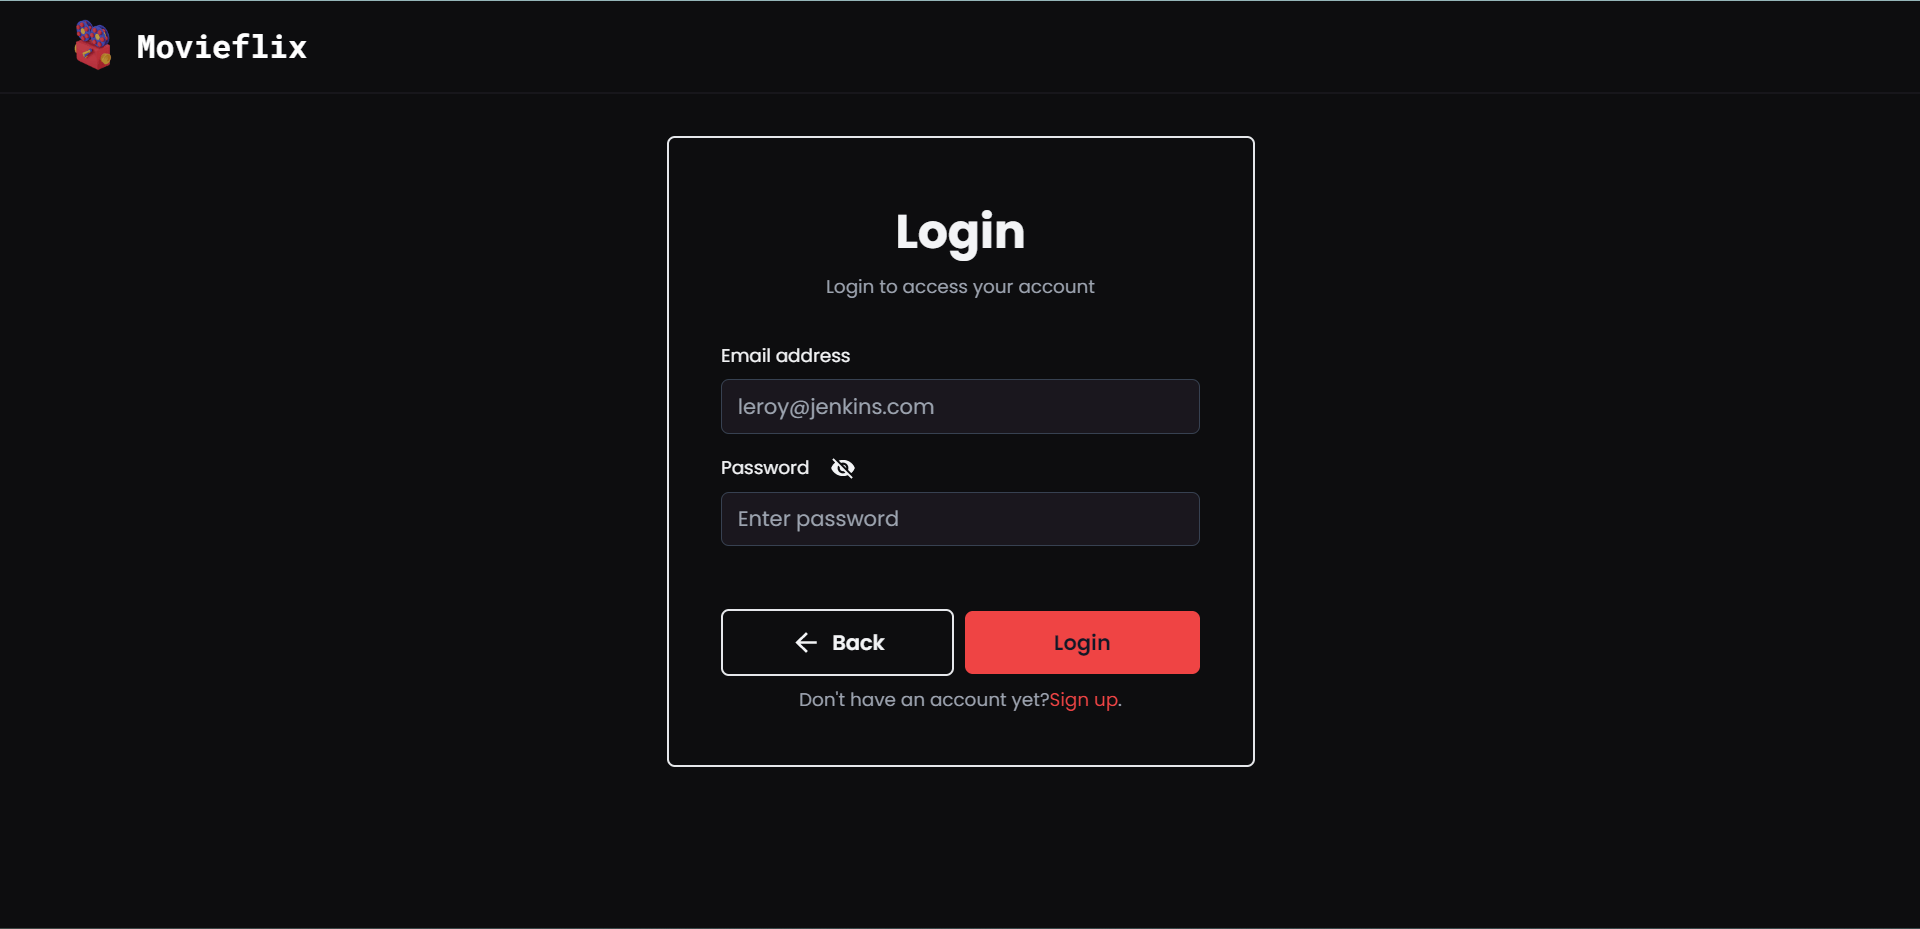 Movieflix
Login
Login to access your account
Email address
leroy@jenkins.com
Password
Enter password
Back
Login
Don't have an account yet?Sign up.